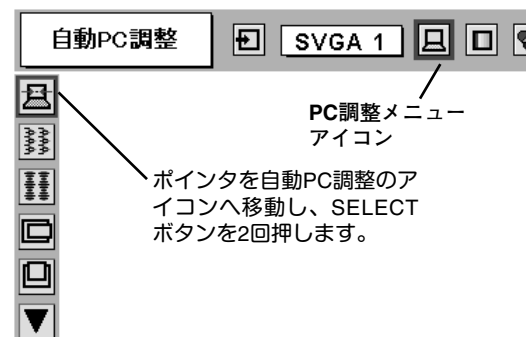 自動PC調整
SVGA 1
PC調整メニュー
アイコン
ポインタを自動PC調整のア
イコンへ移動し、SELECT
ボタンを2回押します。